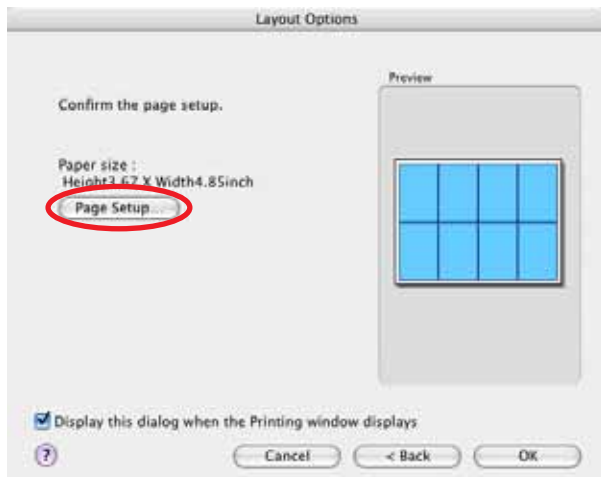 Layout Options
Preview
Confirm the page setup.
Paper size :
Height3.67 X Width4.85inch
Page Setup...
Display this dialog when the Printing window displays
?
Cancel
< Back
OK